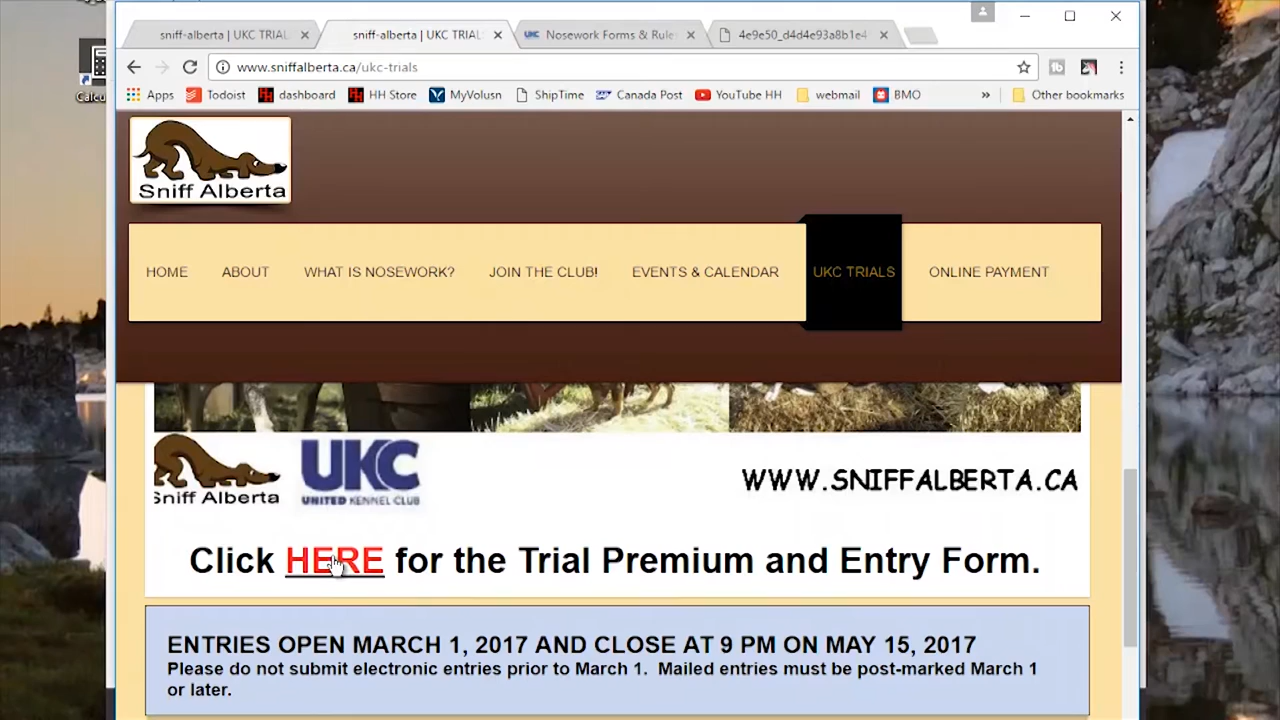 sniff-alberta | UKC TRIAL
sniff-alberta | UKC TRIAL
UKC Nosework Forms & Rules
4e9e50_d4d4e93a8b1e4
www.sniffalberta.ca/ukc-trials
Apps Todoist HH dashboard HH HH Store MyVolusn ShipTime Canada Post YouTube HH webmail BMO » Other bookmarks
Calcu
Sniff Alberta
HOME ABOUT WHAT IS NOSEWORK? JOIN THE CLUB! EVENTS & CALENDAR UKC TRIALS ONLINE PAYMENT
UKC
Sniff Alberta UNITED KENNEL CLUB
WWW.SNIFFALBERTA.CA
Click HERE for the Trial Premium and Entry Form.
ENTRIES OPEN MARCH 1, 2017 AND CLOSE AT 9 PM ON MAY 15, 2017
Please do not submit electronic entries prior to March 1. Mailed entries must be post-marked March 1
or later.